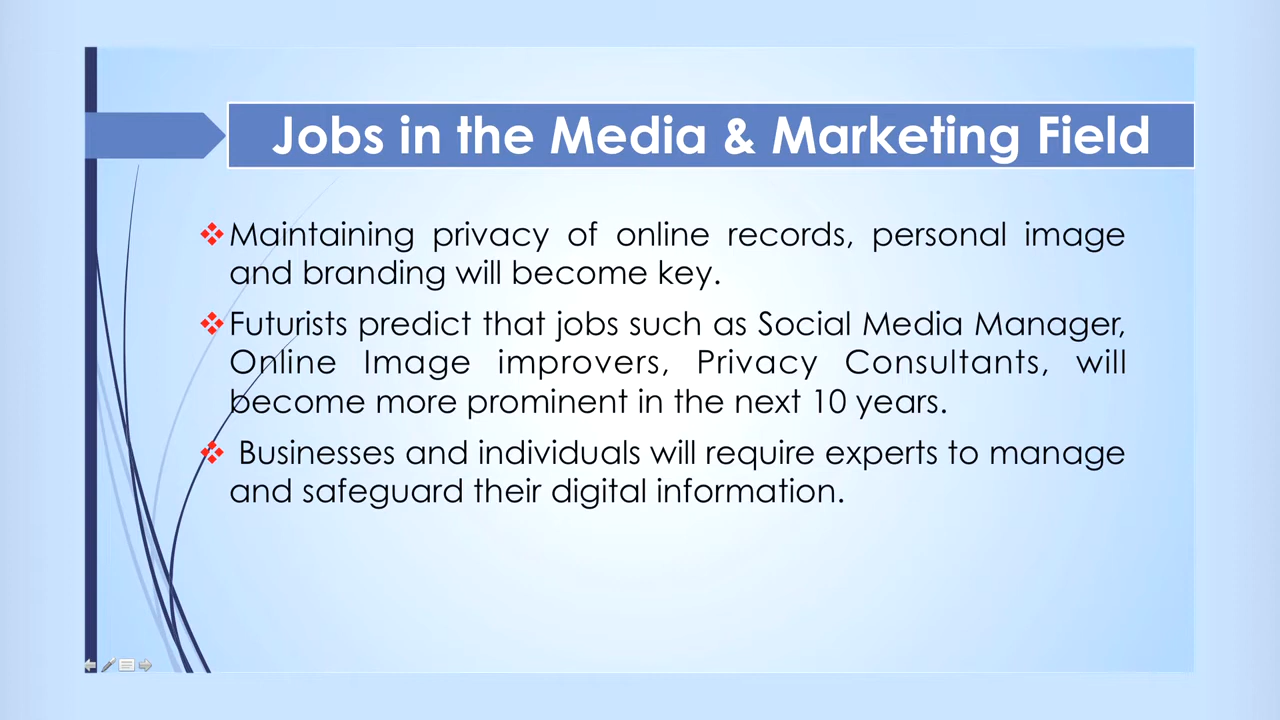 Jobs in the Media & Marketing Field
❖Maintaining privacy of online records, personal image
and branding will become key.
❖Futurists predict that jobs such as Social Media Manager,
Online Image improvers, Privacy Consultants, will
become more prominent in the next 10 years.
❖ Businesses and individuals will require experts to manage
and safeguard their digital information.